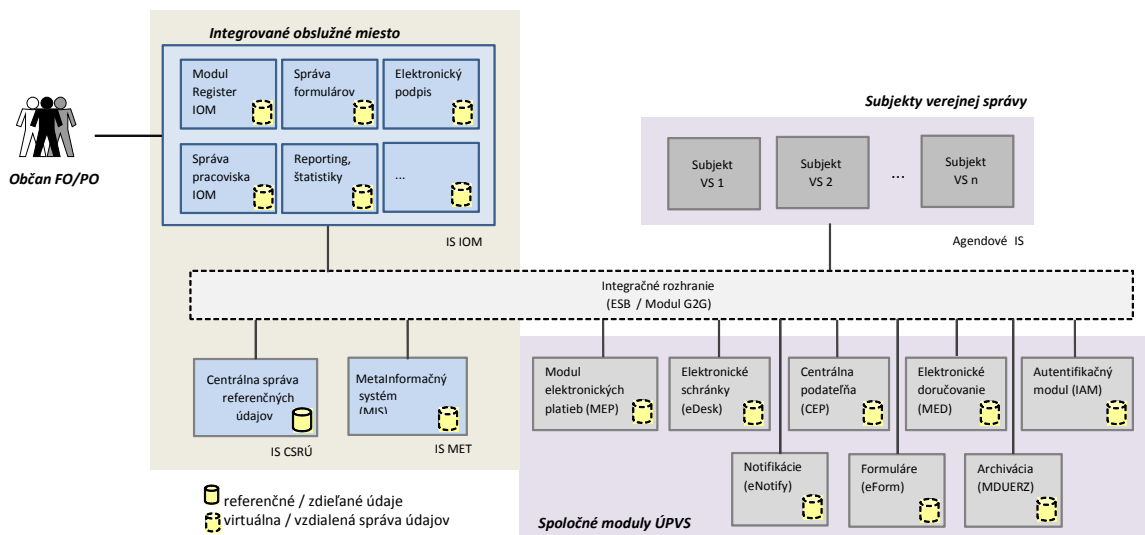 Integrované obslužné miesto
Modul
Register
IOM
Správa
formulárov
Elektronický
podpis
Správa
pracoviska
IOM
Reporting,
štatistiky
...
IS IOM
Občan FO/PO
Subjekty verejnej správy
Subjekt
VS 1
Subjekt
VS 2
...
Subjekt
VS n
Agendové IS
Integračné rozhranie
(ESB / Modul G2G)
Centrálna správa
referenčných
údajov
IS CSRÚ
MetaInformačný
systém
(MIS)
IS MET
Modul
elektronických
platieb (MEP)
Elektronické
schránky
(eDesk)
Centrálna
podateľňa
(CEP)
Elektronické
doručovanie
(MED)
Autentifikačný
modul (IAM)
Notifikácie
(eNotify)
Formuláre
(eForm)
Archivácia
(MDUERZ)
Spoločné moduly ÚPVS
referenčné / zdieľané údaje
virtuálna / vzdialená správa údajov